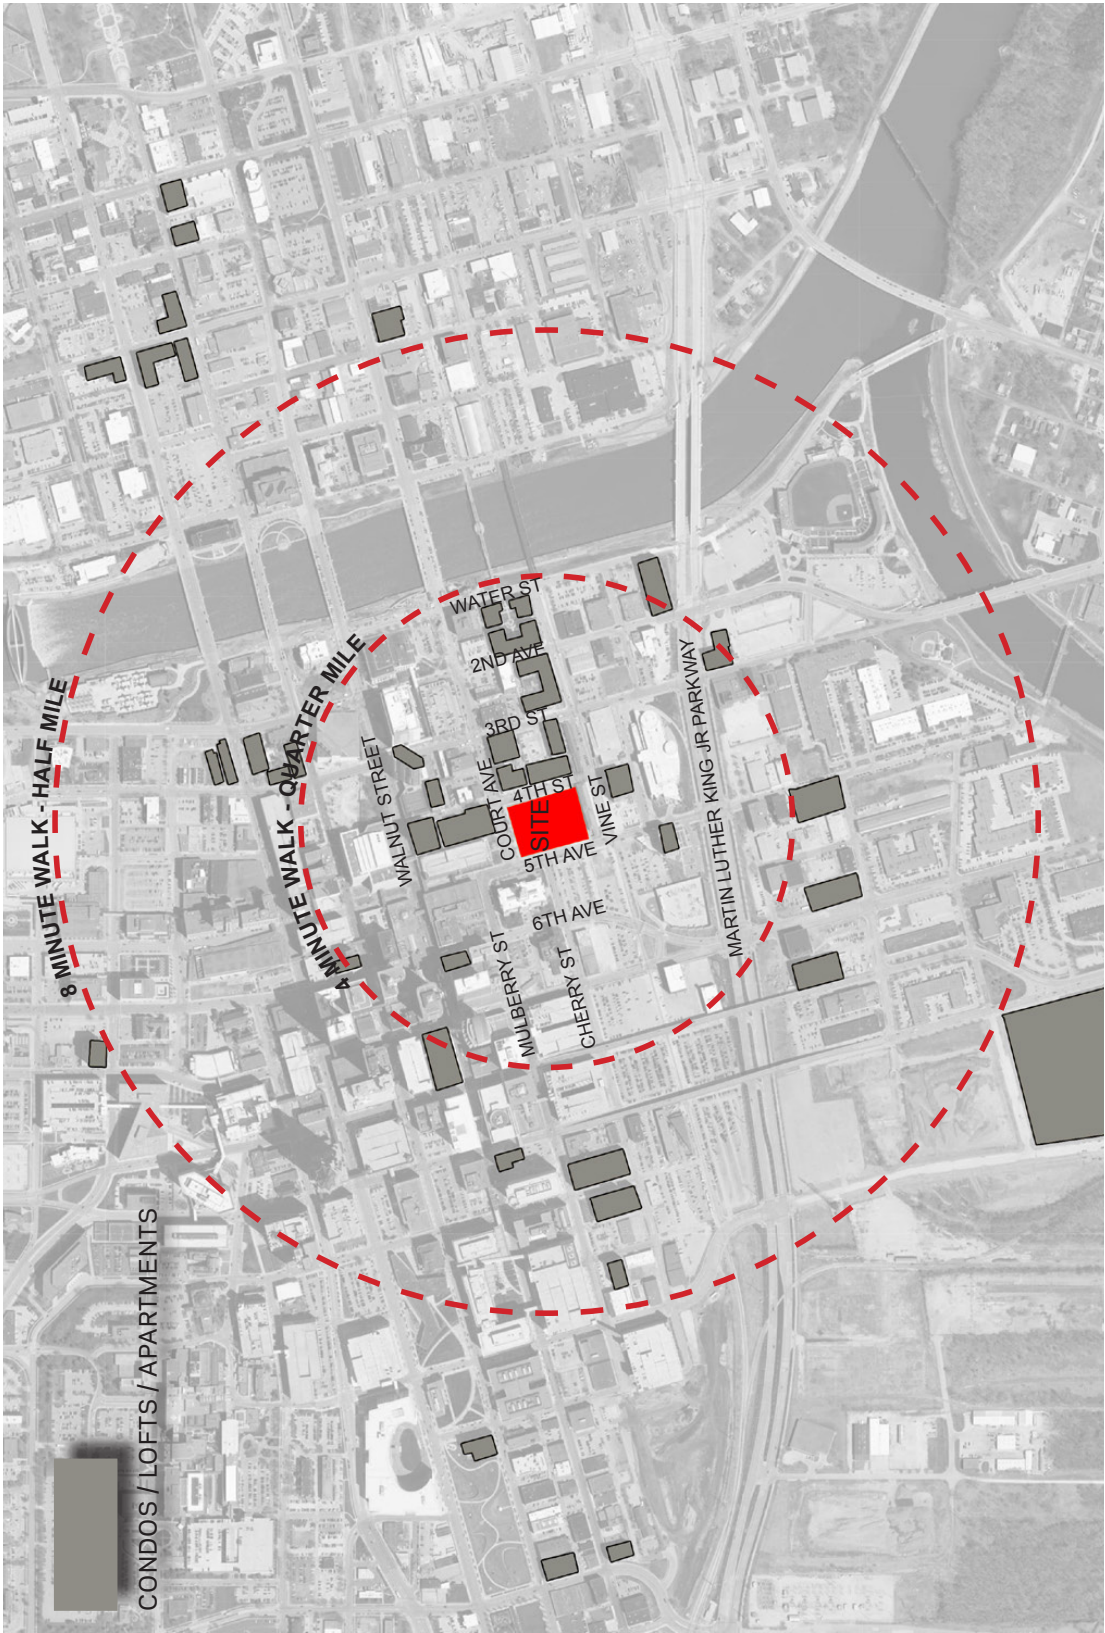 8 MINUTE WALK - HALF MILE
4 MINUTE WALK - QUARTER MILE
WATER ST
2ND AVE
3RD ST
WALNUT STREET
COURT AVE
4TH ST
SITE
VINE ST
5TH AVE
MARTIN LUTHER KING JR PARKWAY
6TH AVE
MULBERRY ST
CHERRY ST
CONDOS / LOFTS / APARTMENTS